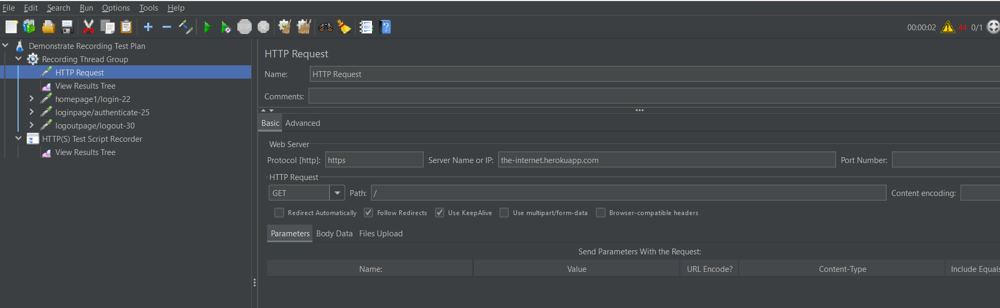 File Edit Search Run Options Tools Help
STOP
00:00:02 44 0/1
Demonstrate Recording Test Plan
Recording Thread Group
HTTP Request
View Results Tree
homepage1/login-22
loginpage/authenticate-25
logoutpage/logout-30
HTTP(S) Test Script Recorder
View Results Tree
HTTP Request
Name: HTTP Request
Comments:
Basic Advanced
Web Server
Protocol [http]: https Server Name or IP: the-internet.herokuapp.com Port Number:
HTTP Request
GET Path: / Content encoding:
Redirect Automatically Follow Redirects Use KeepAlive Use multipart/form-data Browser-compatible headers
Parameters Body Data Files Upload
Send Parameters With the Request:
Name: Value URL Encode? Content-Type Include Equals